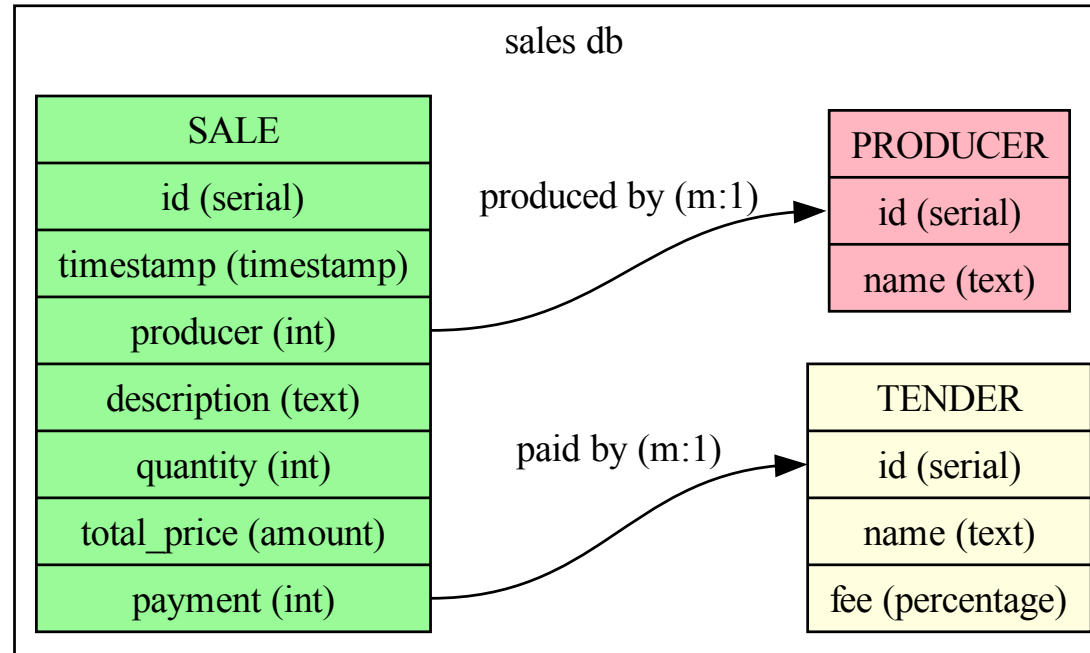 sales db
SALE
id (serial)
timestamp (timestamp)
producer (int)
description (text)
quantity (int)
total_price (amount)
payment (int)
produced by (m:1)
paid by (m:1)
PRODUCER
id (serial)
name (text)
TENDER
id (serial)
name (text)
fee (percentage)